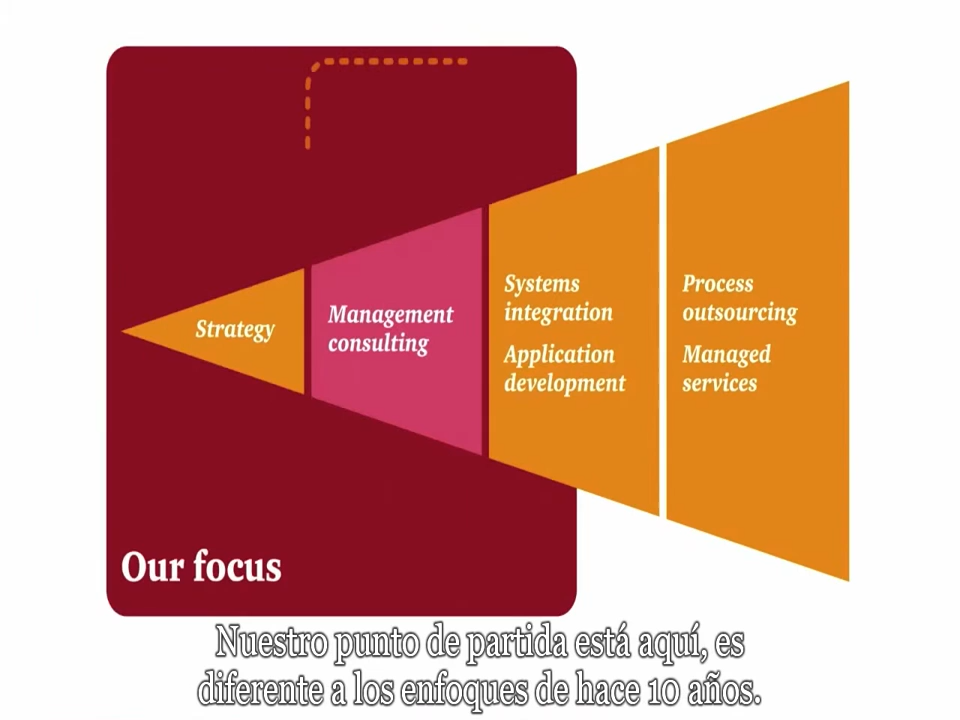 Strategy
Management
consulting
Systems
integration
Application
development
Process
outsourcing
Managed
services
Our focus
Nuestro punto de partida está aquí, es
diferente a los enfoques de hace 10 años.